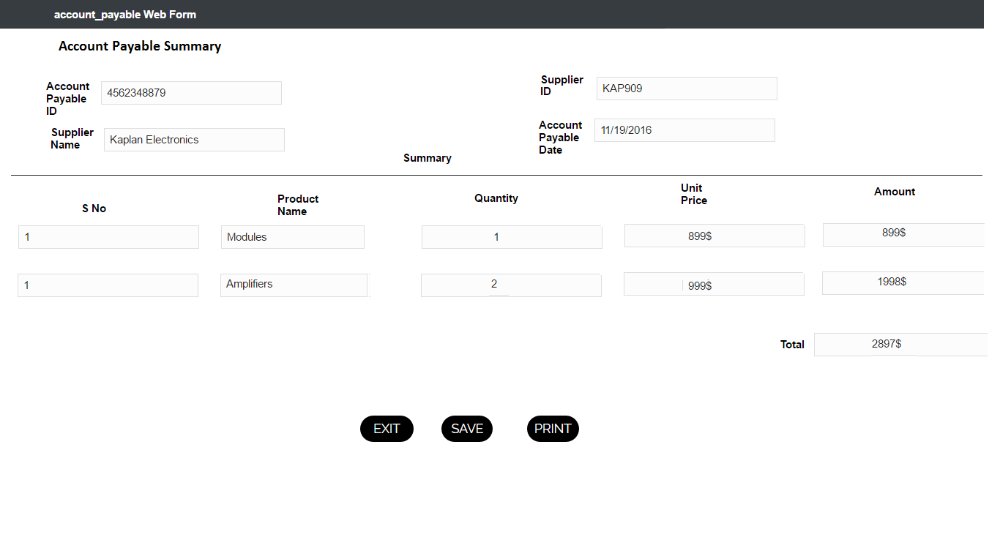 account_payable Web Form
Account Payable Summary
Account
Payable
ID
4562348879
Supplier
ID
KAP909
Supplier
Name
Kaplan Electronics
Account
Payable
Date
11/19/2016
Summary
S No
Product
Name
Quantity
Unit
Price
Amount
1 Modules 1 899$ 899$
1 Amplifiers 2 999$ 1998$
Total 2897$
EXIT SAVE PRINT